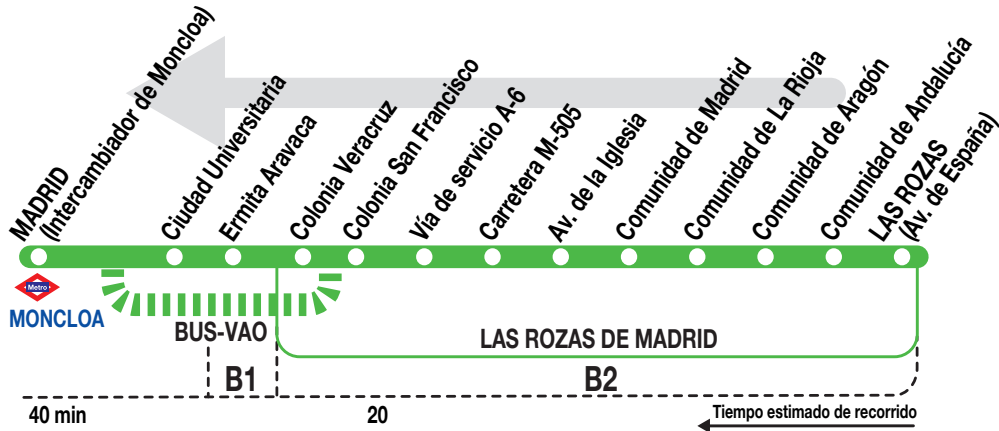 MADRID
(Intercambiador de Moncloa)
Ciudad Universitaria
Ermita Aravaca
Colonia Veracruz
Colonia San Francisco
Vía de servicio A-6
Carretera M-505
Av. de la Iglesia
Comunidad de Madrid
Comunidad de La Rioja
Comunidad de Aragón
Comunidad de Andalucía
LAS ROZAS
(Av. de España)
Metro
MONCLOA
BUS-VAO
LAS ROZAS DE MADRID
B1
B2
40 min
20
Tiempo estimado de recorrido